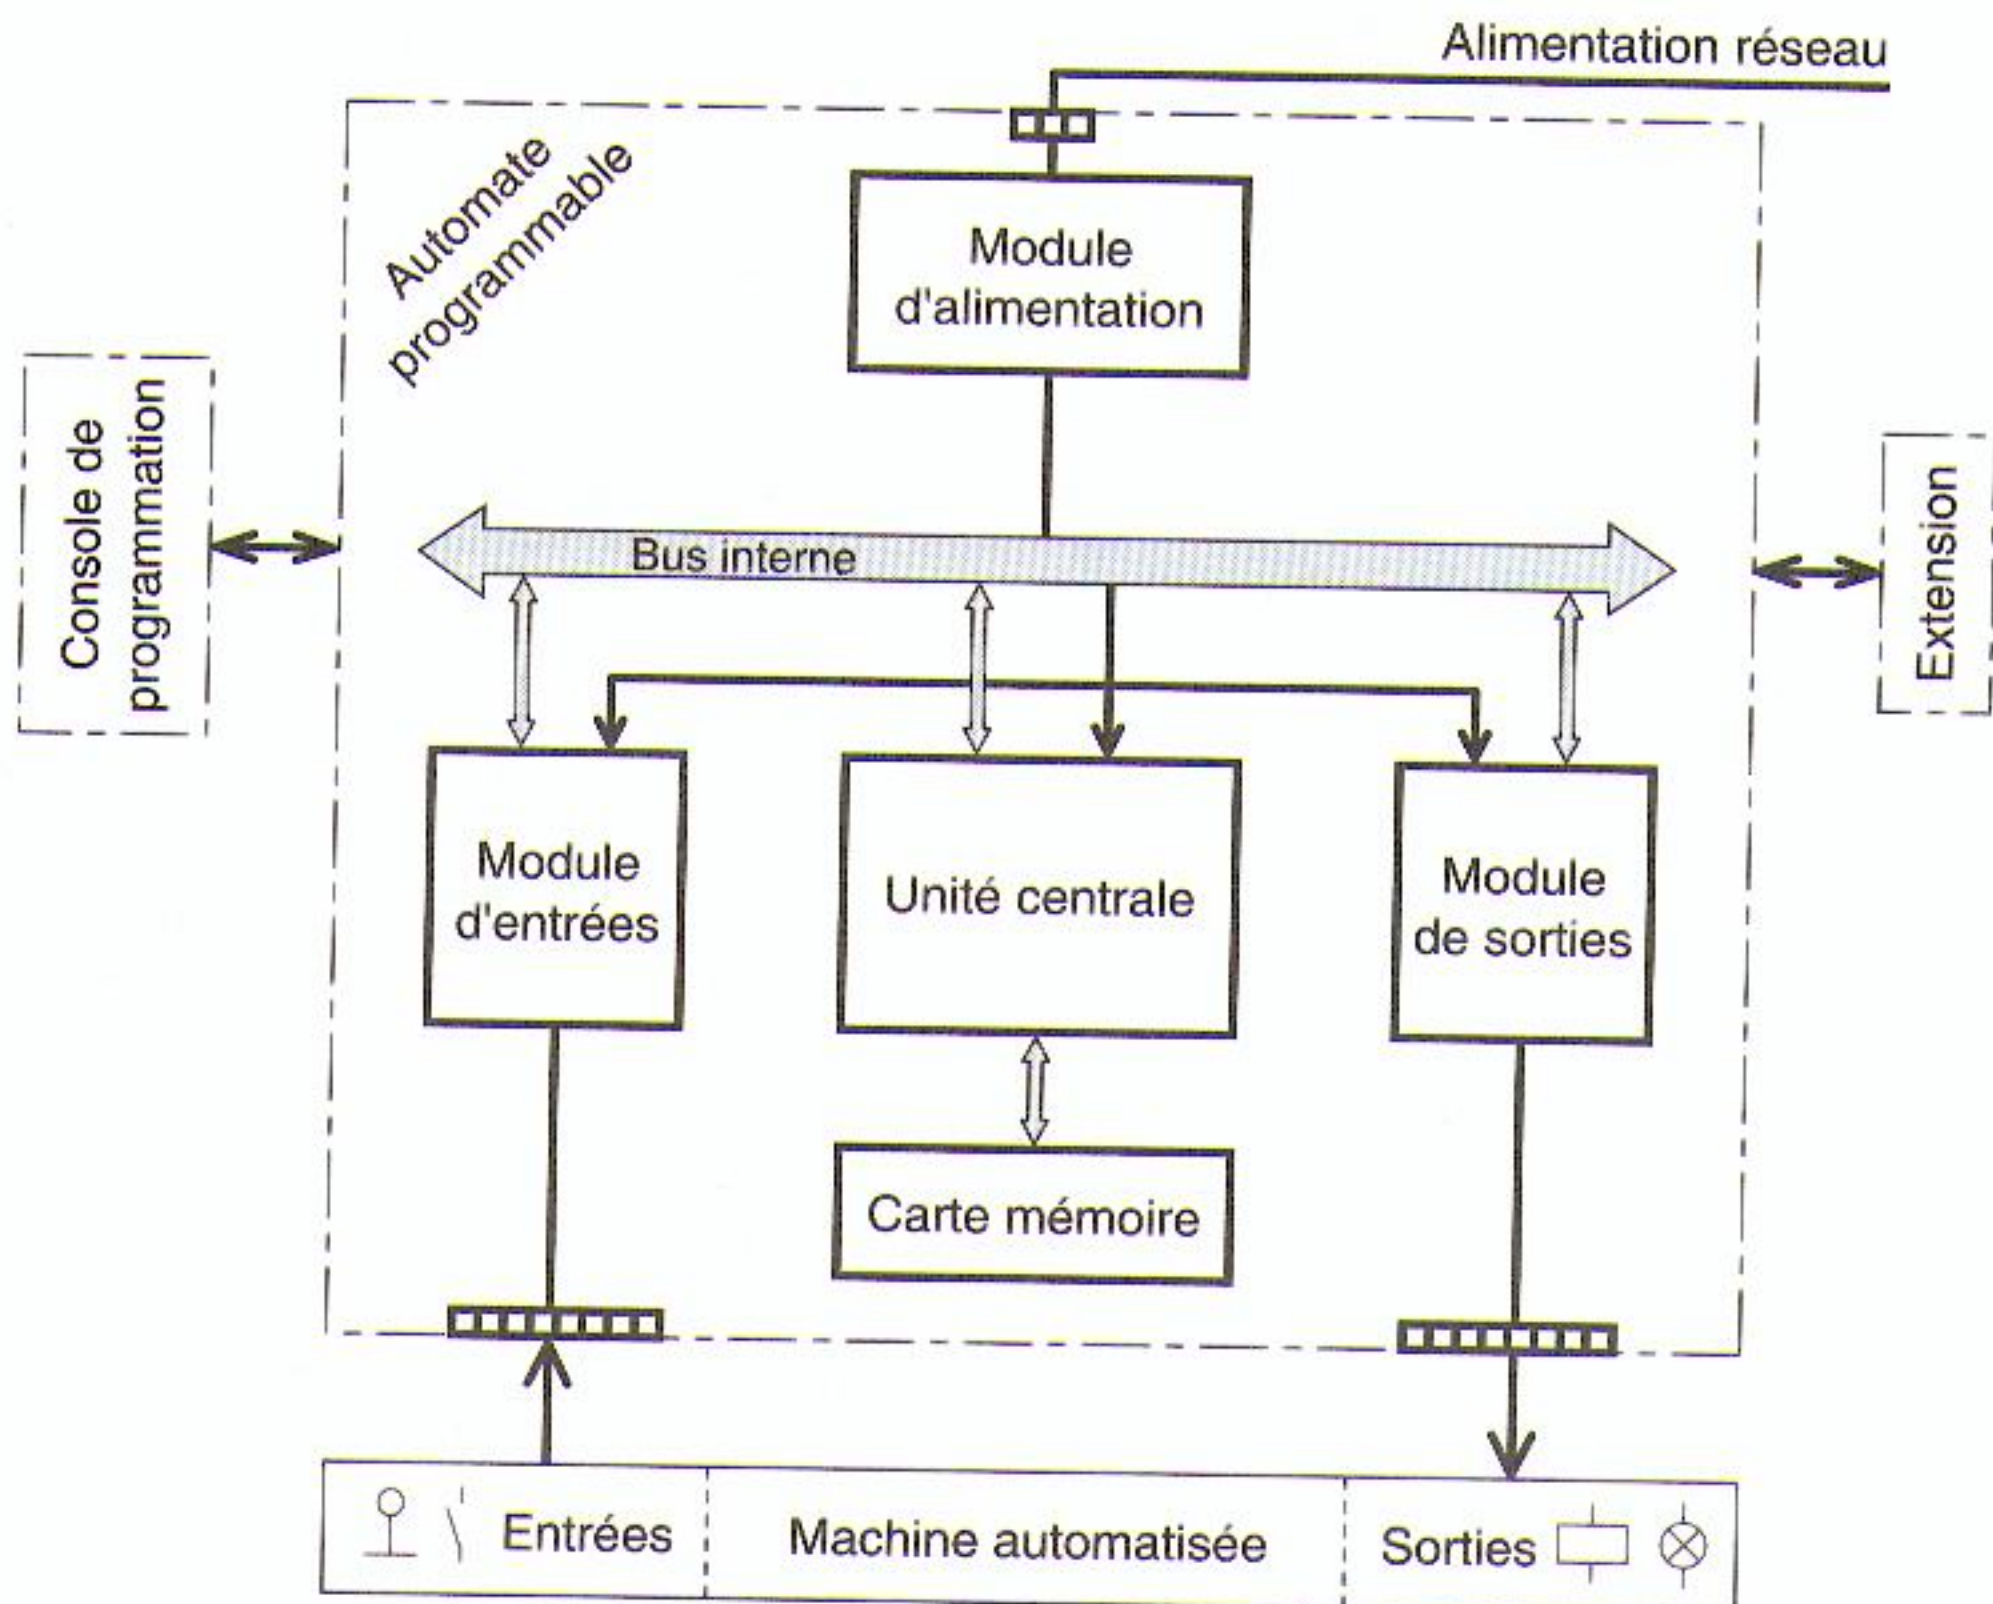 Alimentation réseau
Automate
programmable
Module
d'alimentation
Console de
programmation
Bus interne
Extension
Module
d'entrées
Unité centrale
Module
de sorties
Carte mémoire
Entrées
Machine automatisée
Sorties